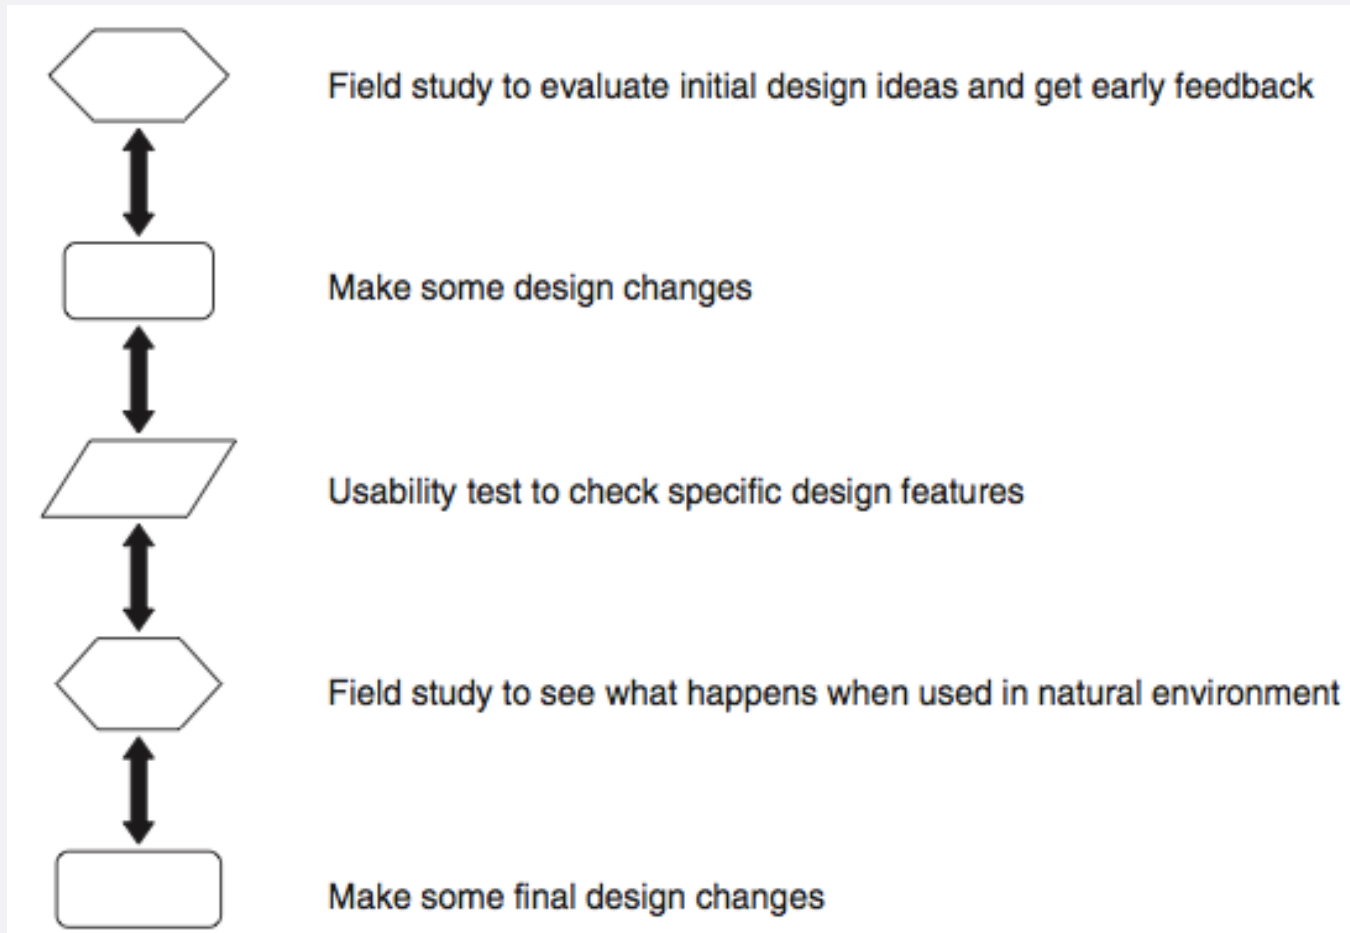 Field study to evaluate initial design ideas and get early feedback
Make some design changes
Usability test to check specific design features
Field study to see what happens when used in natural environment
Make some final design changes